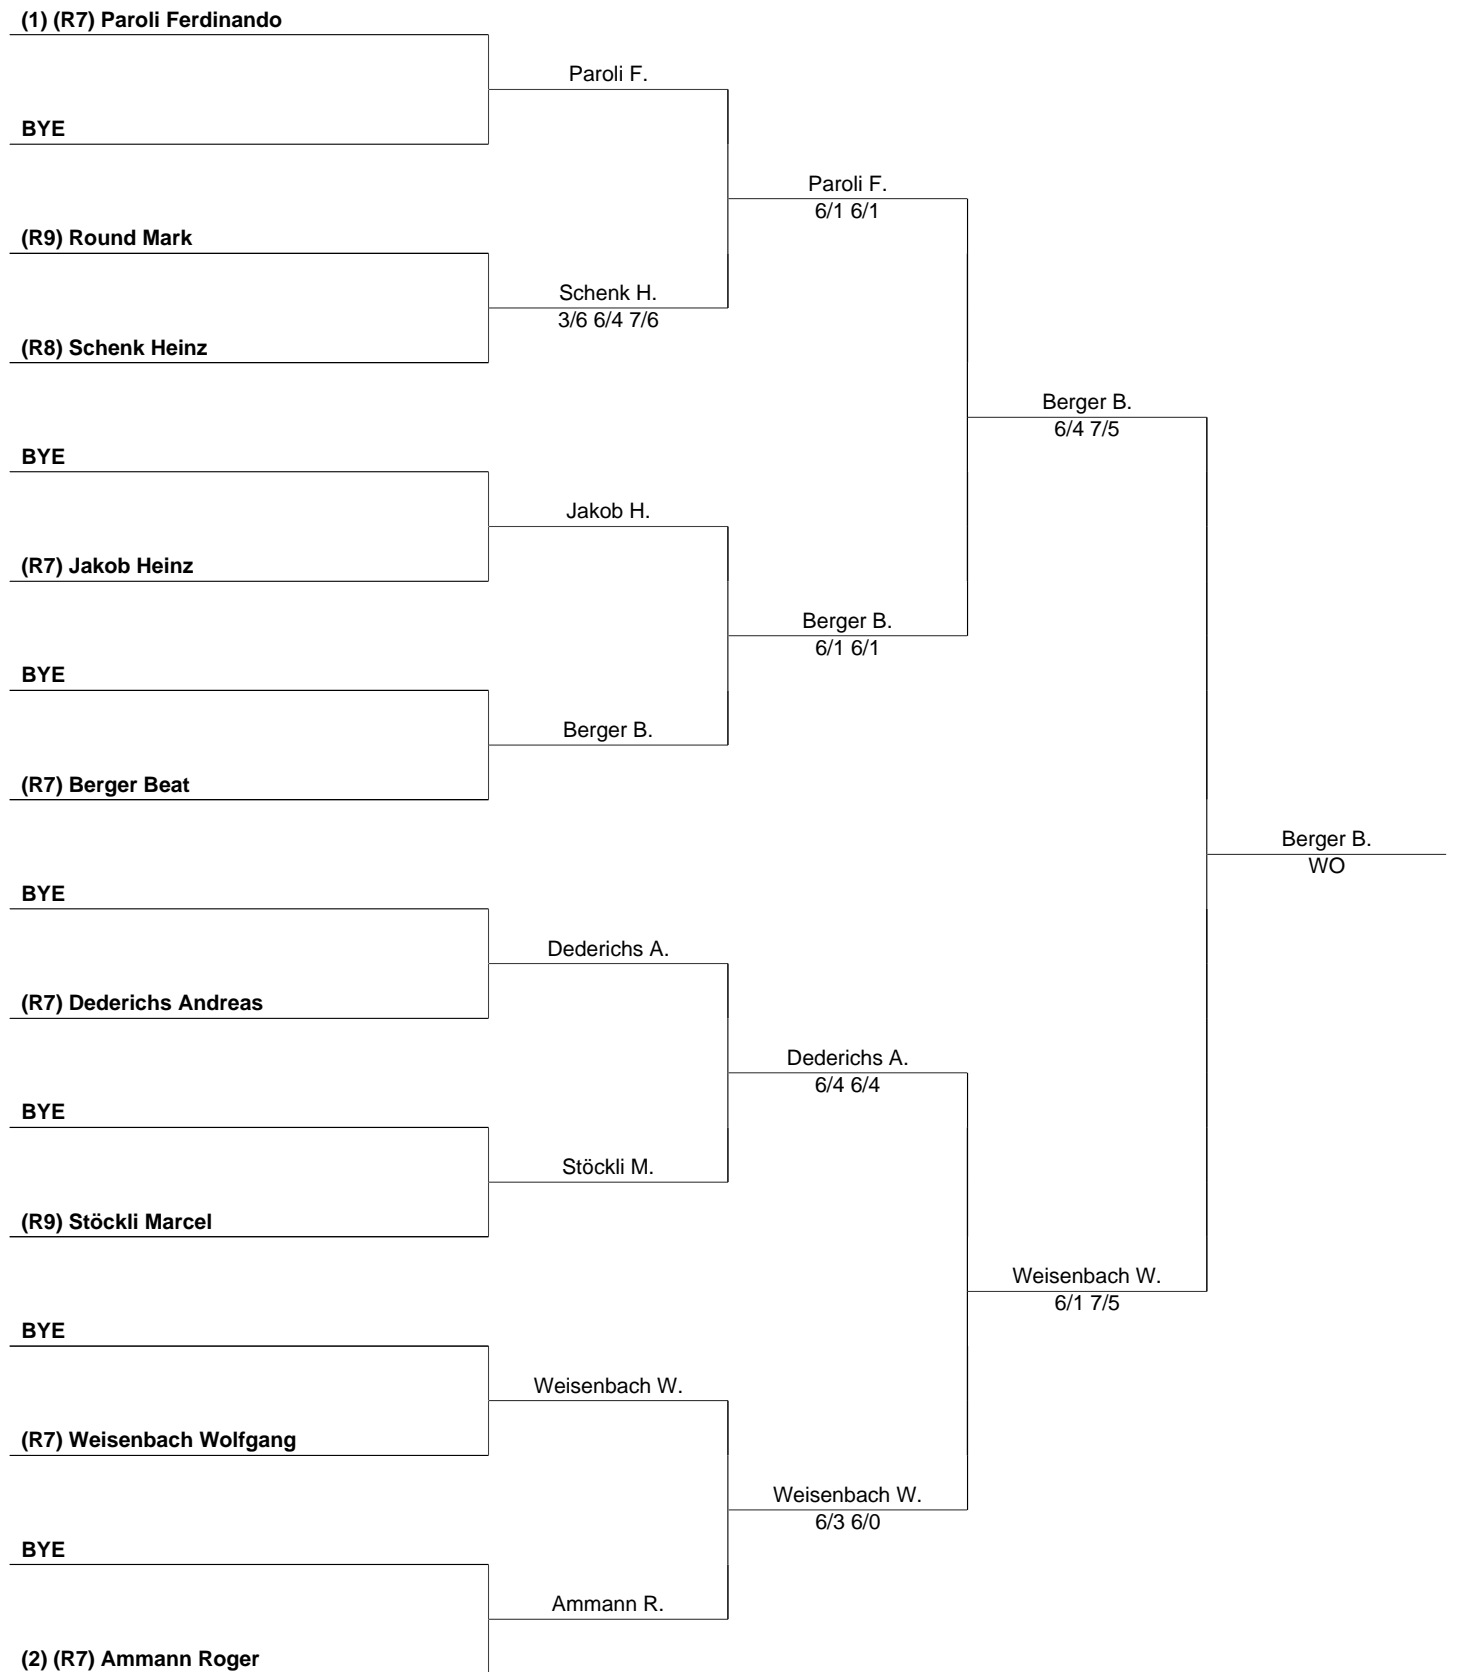 (1) (R7) Paroli Ferdinando
Paroli F.
BYE
Paroli F.
6/1 6/1
(R9) Round Mark
Schenk H.
3/6 6/4 7/6
(R8) Schenk Heinz
Berger B.
6/4 7/5
BYE
Jakob H.
(R7) Jakob Heinz
Berger B.
6/1 6/1
BYE
Berger B.
(R7) Berger Beat
Berger B.
WO
BYE
Dederichs A.
(R7) Dederichs Andreas
Dederichs A.
6/4 6/4
BYE
Stöckli M.
(R9) Stöckli Marcel
Weisenbach W.
6/1 7/5
BYE
Weisenbach W.
(R7) Weisenbach Wolfgang
Weisenbach W.
6/3 6/0
BYE
Ammann R.
(2) (R7) Ammann Roger